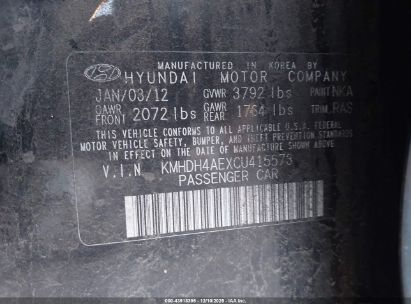 MANUFACTURED IN KOREA BY
HYUNDAI MOTOR COMPANY
JAN/03/12 GVWR 3792 lbs PAINT: NKA
GAWR FRONT 2072 lbs GAWR REAR 1764 lbs TRIM: RAS
THIS VEHICLE CONFORMS TO ALL APPLICABLE U.S.A. FEDERAL
MOTOR VEHICLE SAFETY, BUMPER, AND THEFT PREVENTION STANDARDS
IN EFFECT ON THE DATE OF MANUFACTURE SHOWN ABOVE.
V.I.N. KMHDH4AEXCU415573
PASSENGER CAR